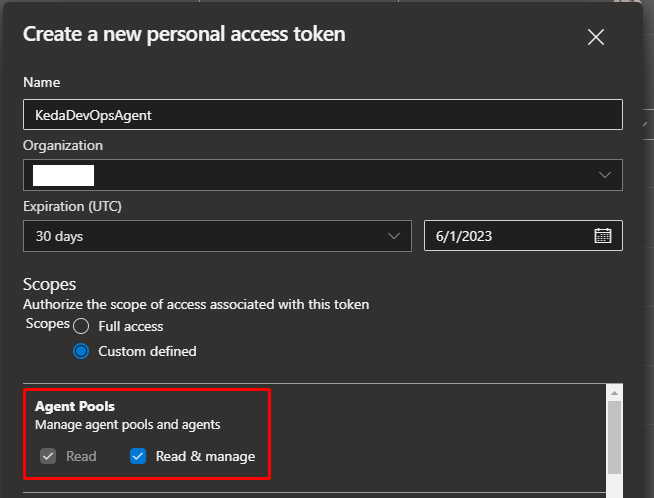 Create a new personal access token
Name
KedaDevOpsAgent
Organization
Expiration (UTC)
30 days
6/1/2023
Scopes
Authorize the scope of access associated with this token
Scopes
Full access
Custom defined
Agent Pools
Manage agent pools and agents
Read
Read & manage